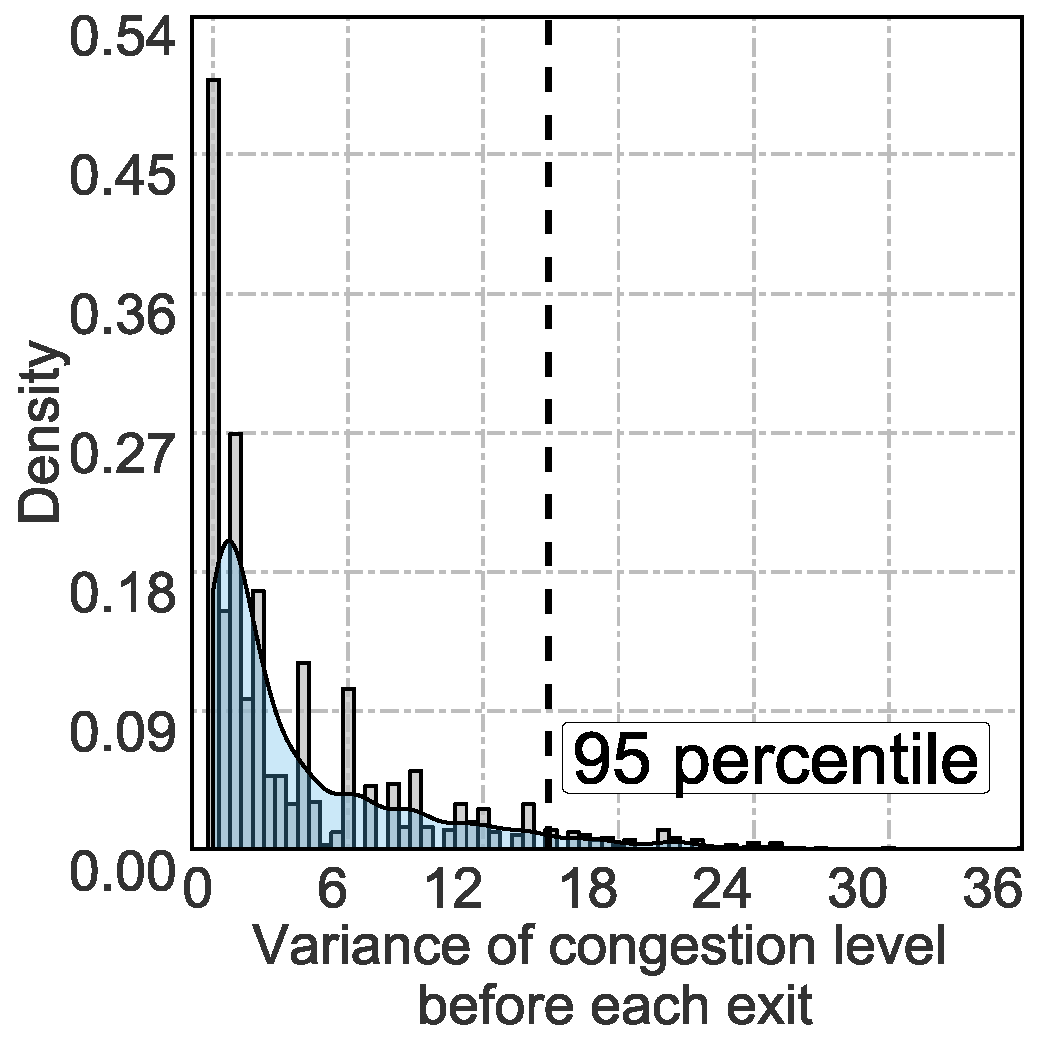 0.54
0.45
0.36
0.27
0.18
0.09
0.00
Density
95 percentile
0 6 12 18 24 30 36
Variance of congestion level
before each exit